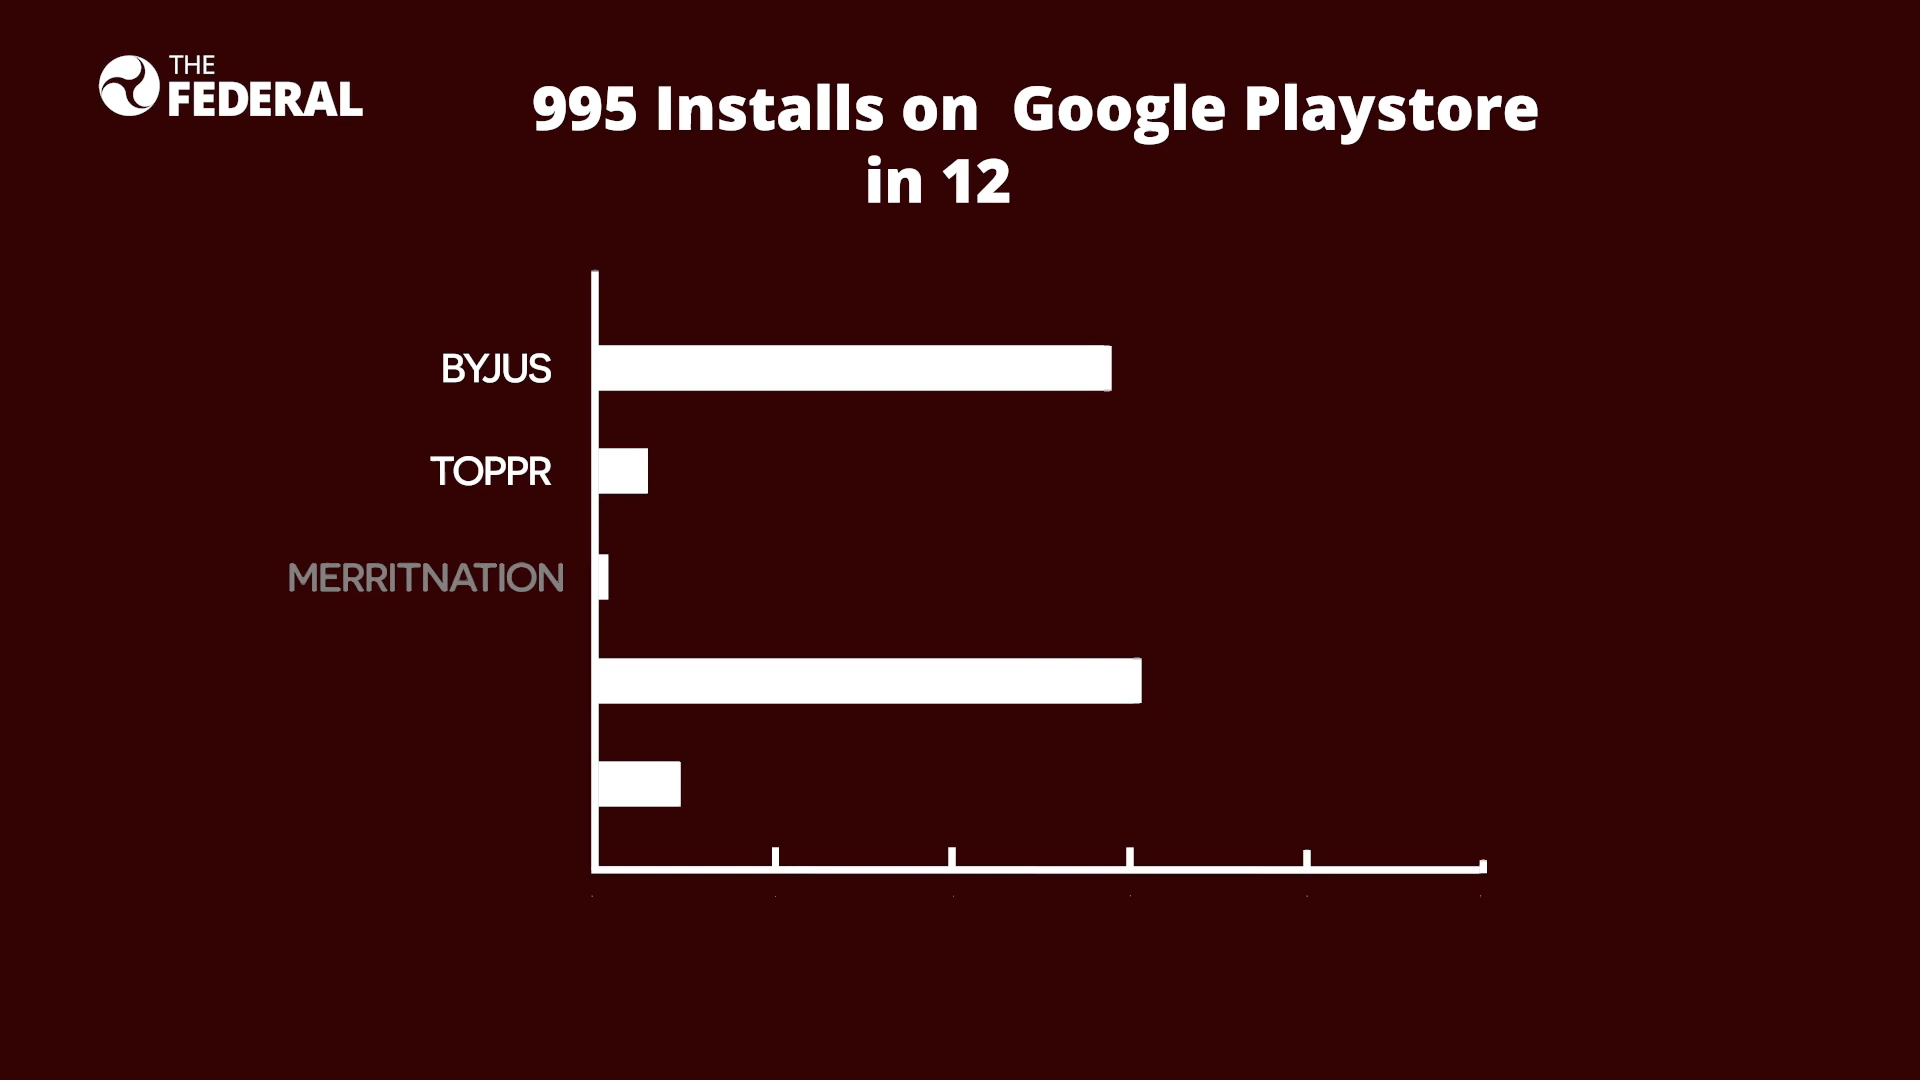 THE
FEDERAL
995 Installs on  Google Playstore
in 12
BYJUS
TOPPR
MERRITNATION